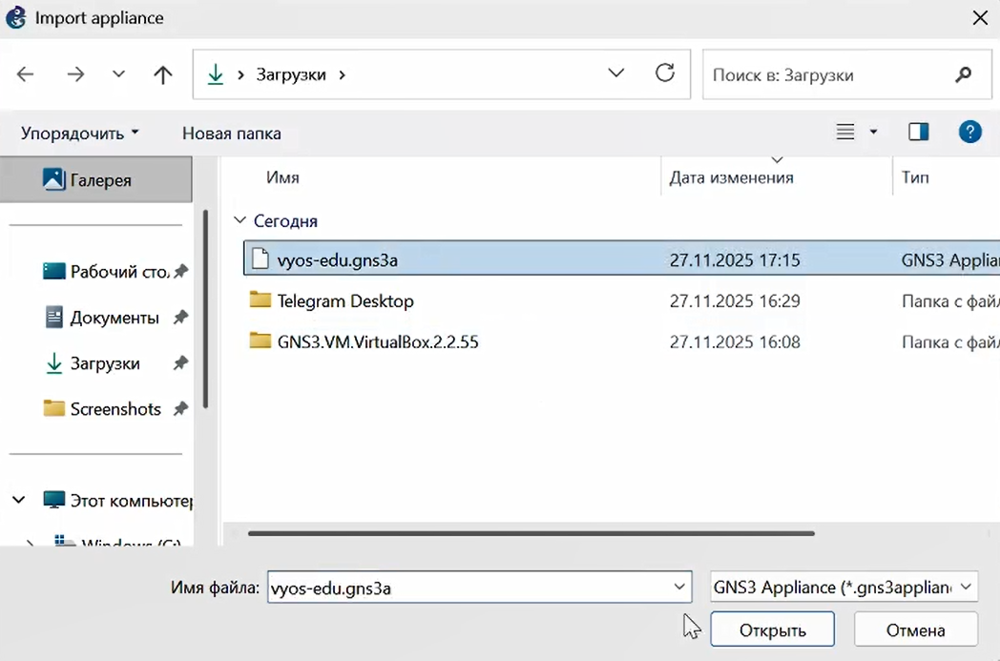 Import appliance
Загрузки
Поиск в: Загрузки
Упорядочить
Новая папка
Галерея
Имя
Дата изменения
Тип
Сегодня
vyos-edu.gns3a 27.11.2025 17:15 GNS3 Applian
Telegram Desktop 27.11.2025 16:29 Папка с файл
GNS3.VM.VirtualBox.2.2.55 27.11.2025 16:08 Папка с файл
Рабочий стол
Документы
Загрузки
Screenshots
Этот компьютер
Windows (C:)
Имя файла: vyos-edu.gns3a
GNS3 Appliance (*.gns3applian
Открыть
Отмена